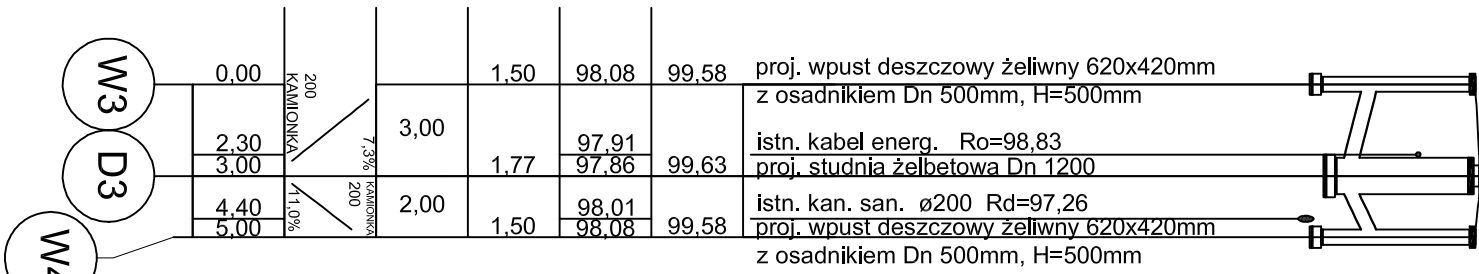 W3
D3
W4
0,00
200
KAMIONKA
1,50
98,08
99,58
proj. wpust deszczowy żeliwny 620x420mm
z osadnikiem Dn 500mm, H=500mm
7,3%
3,00
2,30
97,91
istn. kabel energ. Ro=98,83
3,00
1,77
97,86
99,63
proj. studnia żelbetowa Dn 1200
11,0%
KAMIONKA
200
2,00
4,40
98,01
istn. kan. san. ø200 Rd=97,26
5,00
1,50
98,08
99,58
proj. wpust deszczowy żeliwny 620x420mm
z osadnikiem Dn 500mm, H=500mm